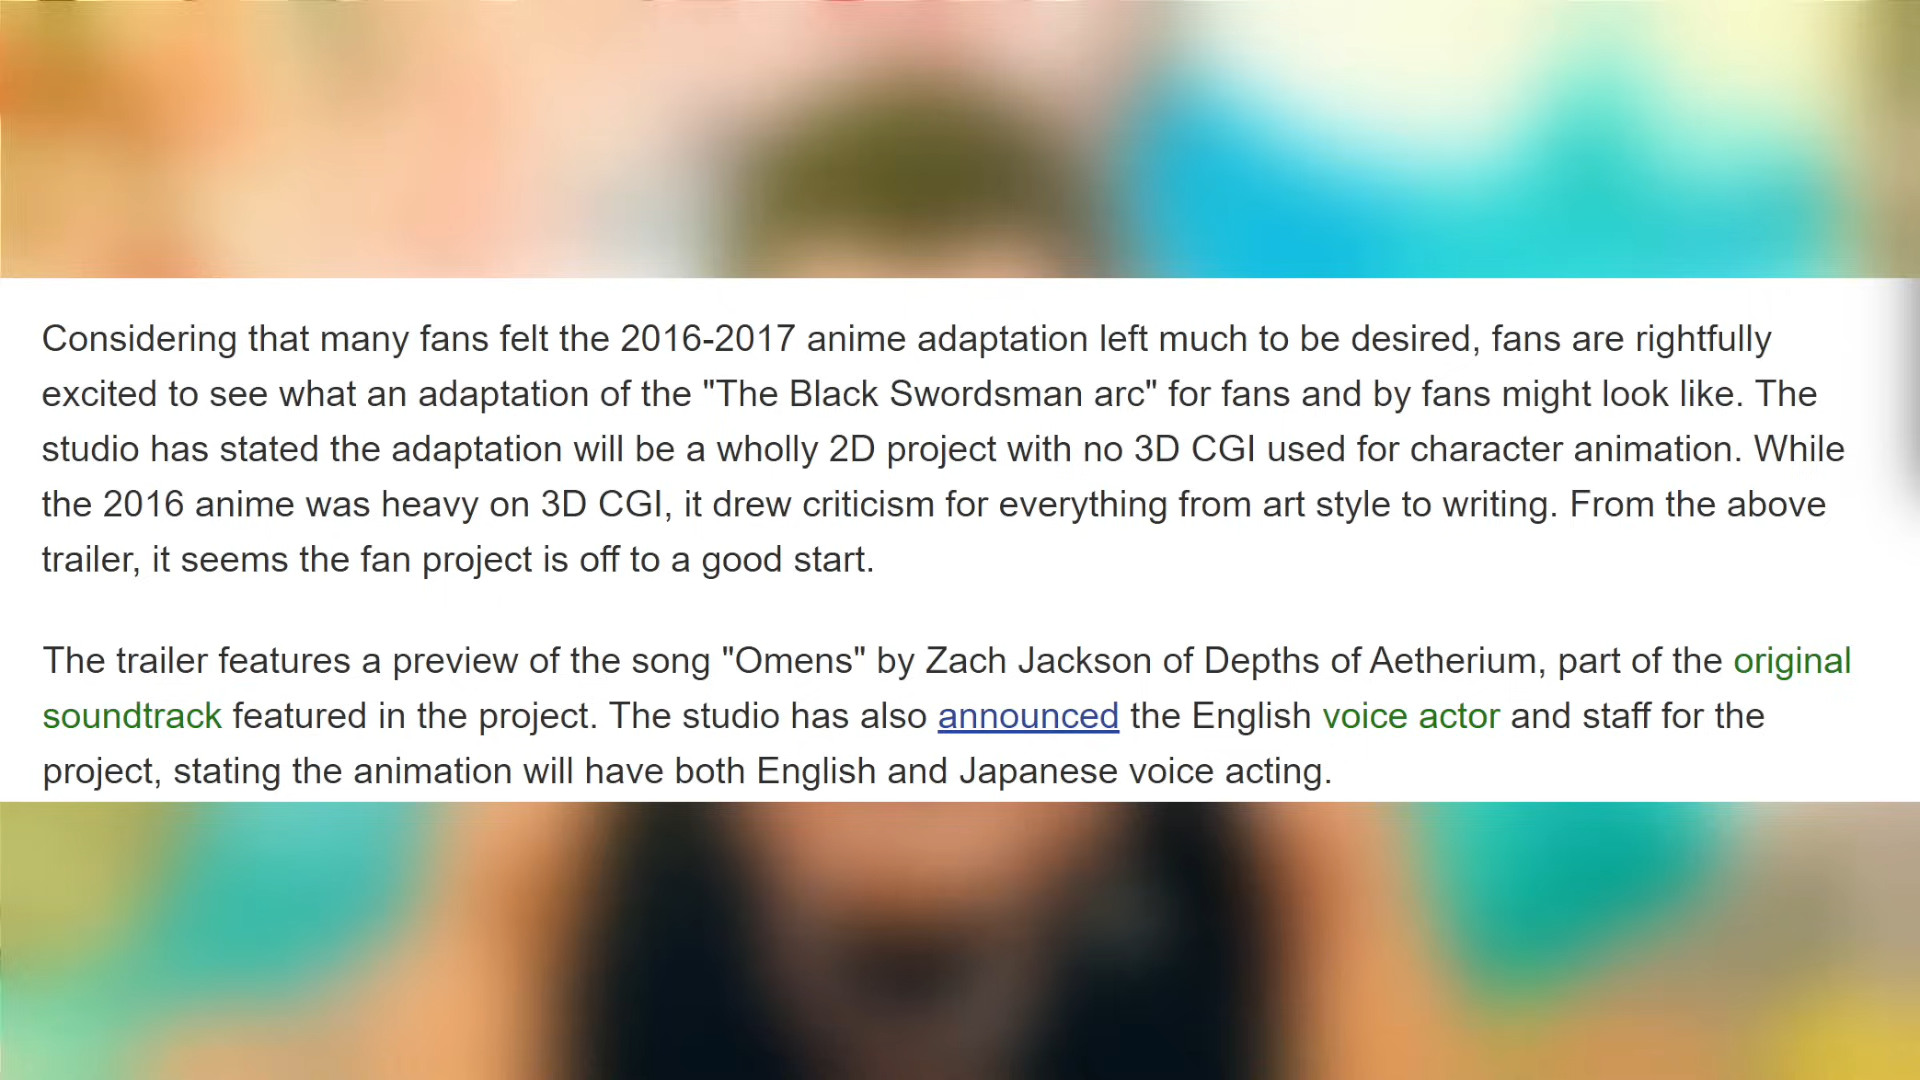 Considering that many fans felt the 2016-2017 anime adaptation left much to be desired, fans are rightfully
excited to see what an adaptation of the "The Black Swordsman arc" for fans and by fans might look like. The
studio has stated the adaptation will be a wholly 2D project with no 3D CGI used for character animation. While
the 2016 anime was heavy on 3D CGI, it drew criticism for everything from art style to writing. From the above
trailer, it seems the fan project is off to a good start.
The trailer features a preview of the song "Omens" by Zach Jackson of Depths of Aetherium, part of the original
soundtrack featured in the project. The studio has also announced the English voice actor and staff for the
project, stating the animation will have both English and Japanese voice acting.